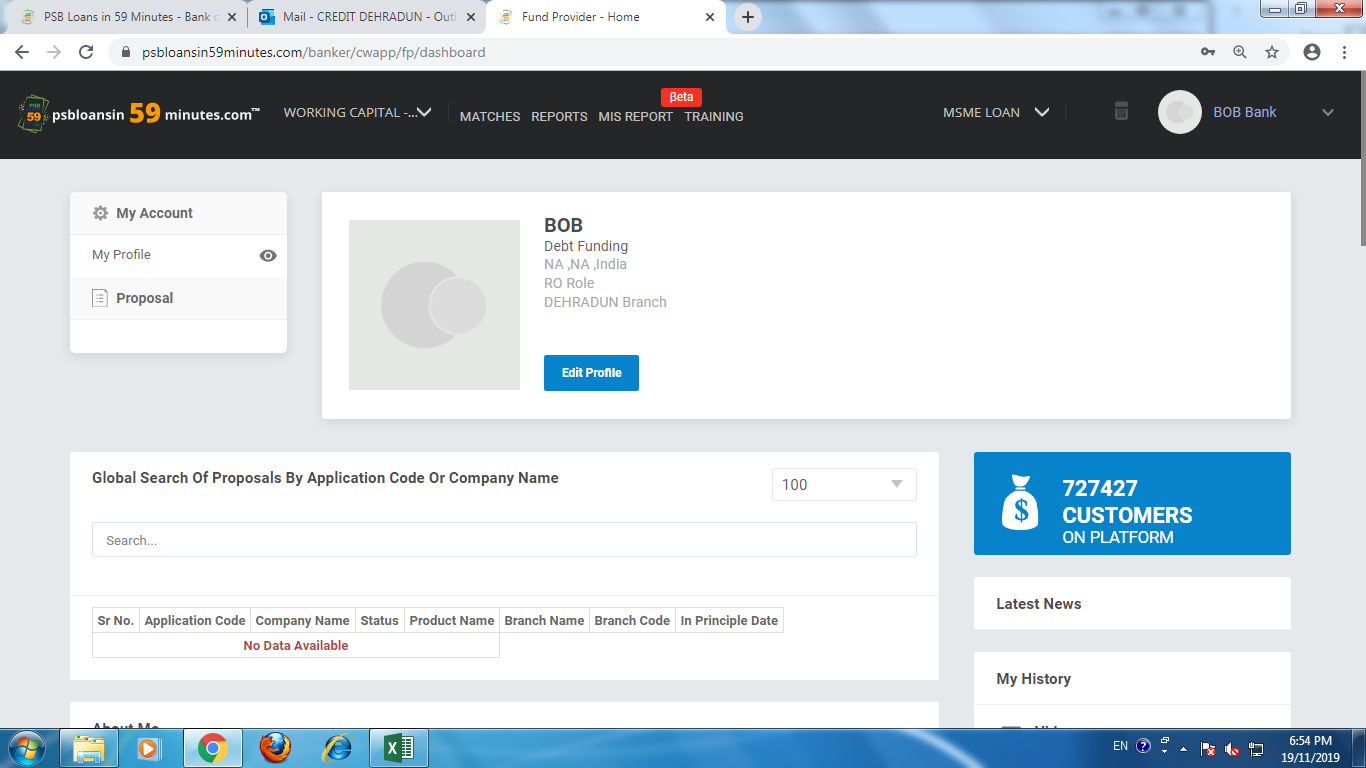 PSB Loans in 59 Minutes - Bank
Mail - CREDIT DEHRADUN - Outl
Fund Provider - Home
psbloansin59minutes.com/banker/cwapp/fp/dashboard
PSB
59
psbloansin 59 minutes.com™
WORKING CAPITAL -...
MATCHES
REPORTS
MIS REPORT
βeta
TRAINING
MSME LOAN
BOB Bank
My Account
My Profile
Proposal
BOB
Debt Funding
NA ,NA ,India
RO Role
DEHRADUN Branch
Edit Profile
Global Search Of Proposals By Application Code Or Company Name
100
Search...
Sr No. Application Code Company Name Status Product Name Branch Name Branch Code In Principle Date
No Data Available
$
727427
CUSTOMERS
ON PLATFORM
Latest News
My History
About Me
EN
6:54 PM
19/11/2019